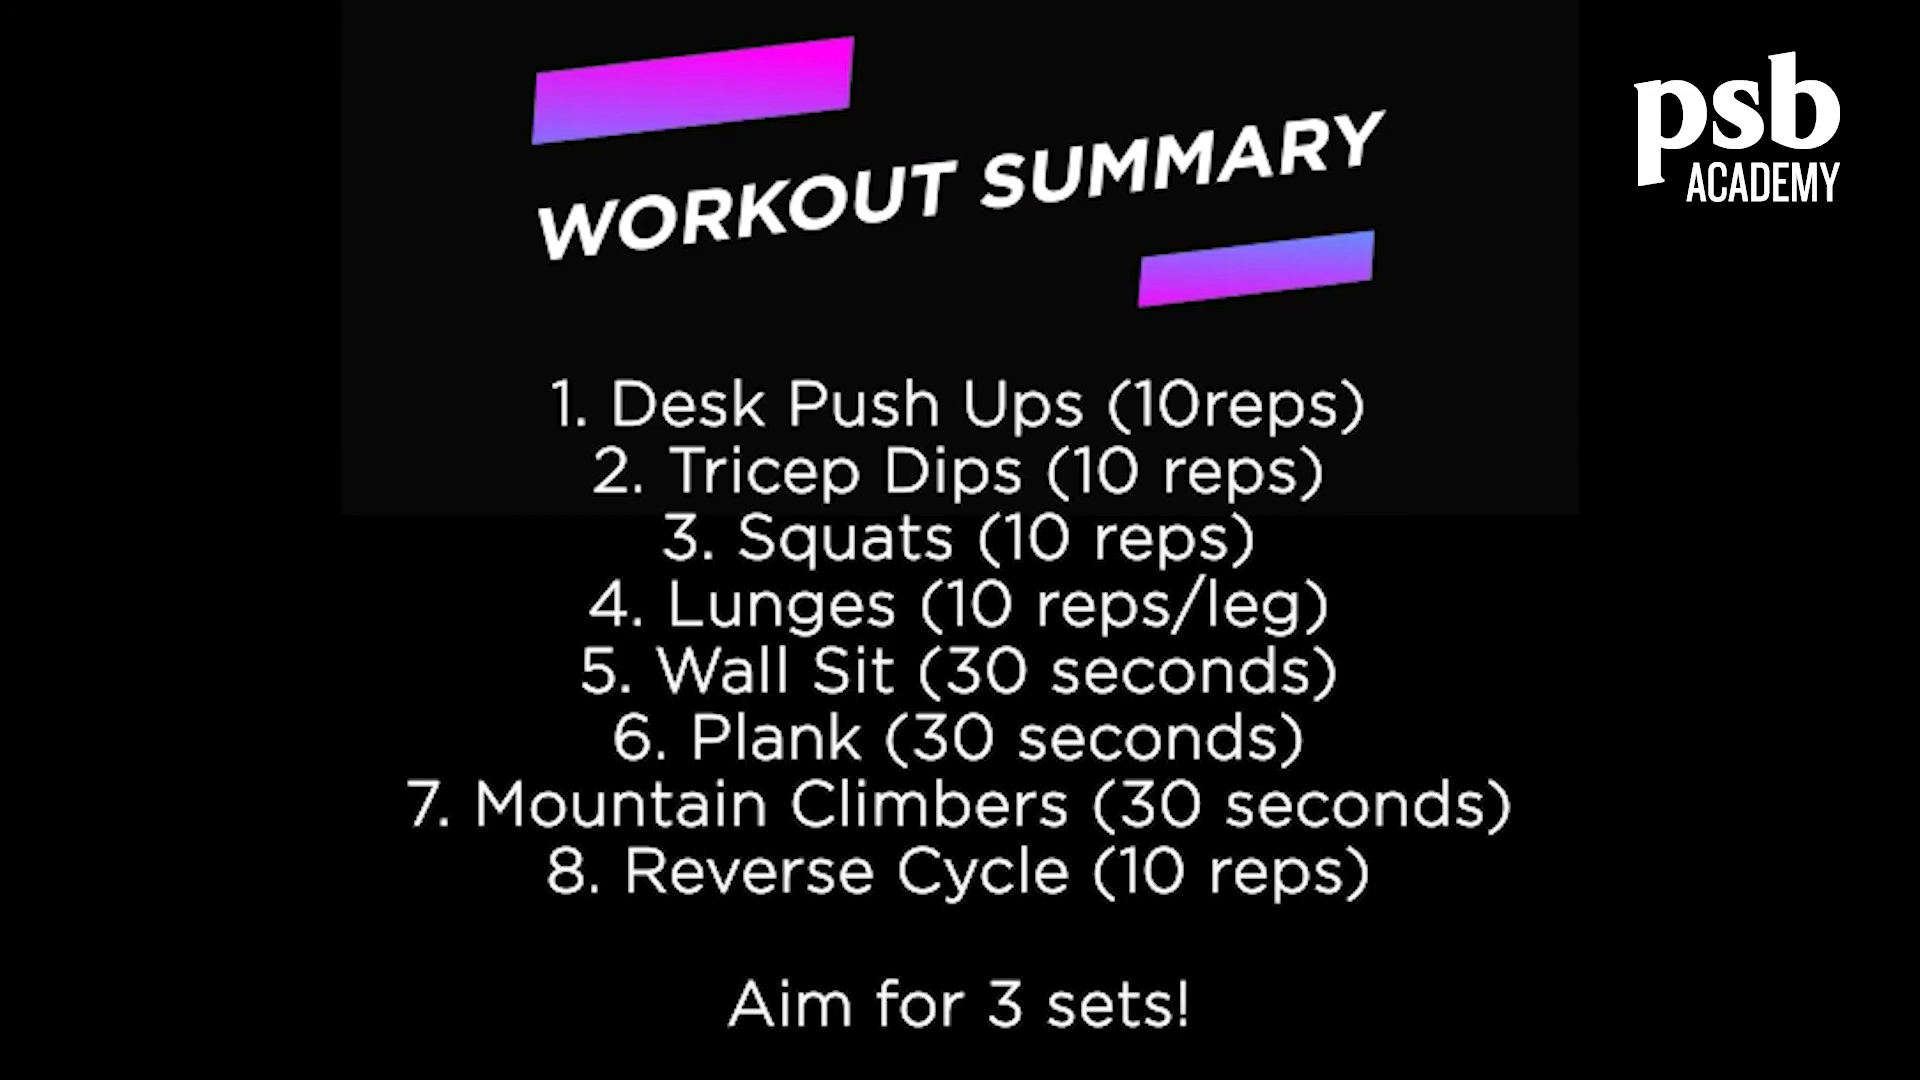 psb
ACADEMY
WORKOUT SUMMARY
1. Desk Push Ups (10reps)
2. Tricep Dips (10 reps)
3. Squats (10 reps)
4. Lunges (10 reps/leg)
5. Wall Sit (30 seconds)
6. Plank (30 seconds)
7. Mountain Climbers (30 seconds)
8. Reverse Cycle (10 reps)
Aim for 3 sets!